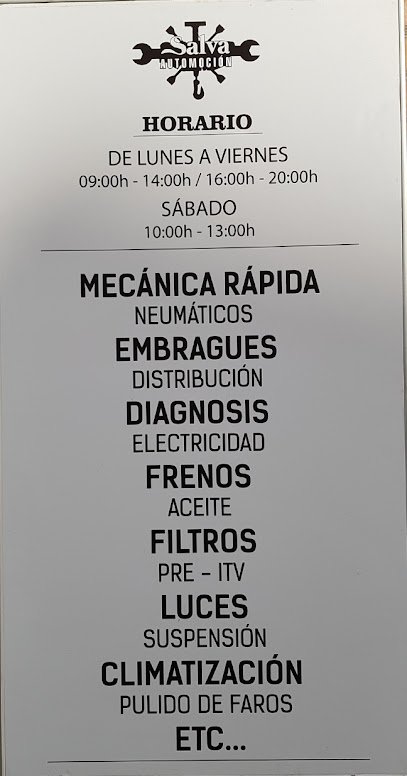 Salva
AUTOMOCIÓN
HORARIO
DE LUNES A VIERNES
09:00h - 14:00h / 16:00h - 20:00h
SÁBADO
10:00h - 13:00h
MECÁNICA RÁPIDA
NEUMÁTICOS
EMBRAGUES
DISTRIBUCIÓN
DIAGNOSIS
ELECTRICIDAD
FRENOS
ACEITE
FILTROS
PRE – ITV
LUCES
SUSPENSIÓN
CLIMATIZACIÓN
PULIDO DE FAROS
ETC...